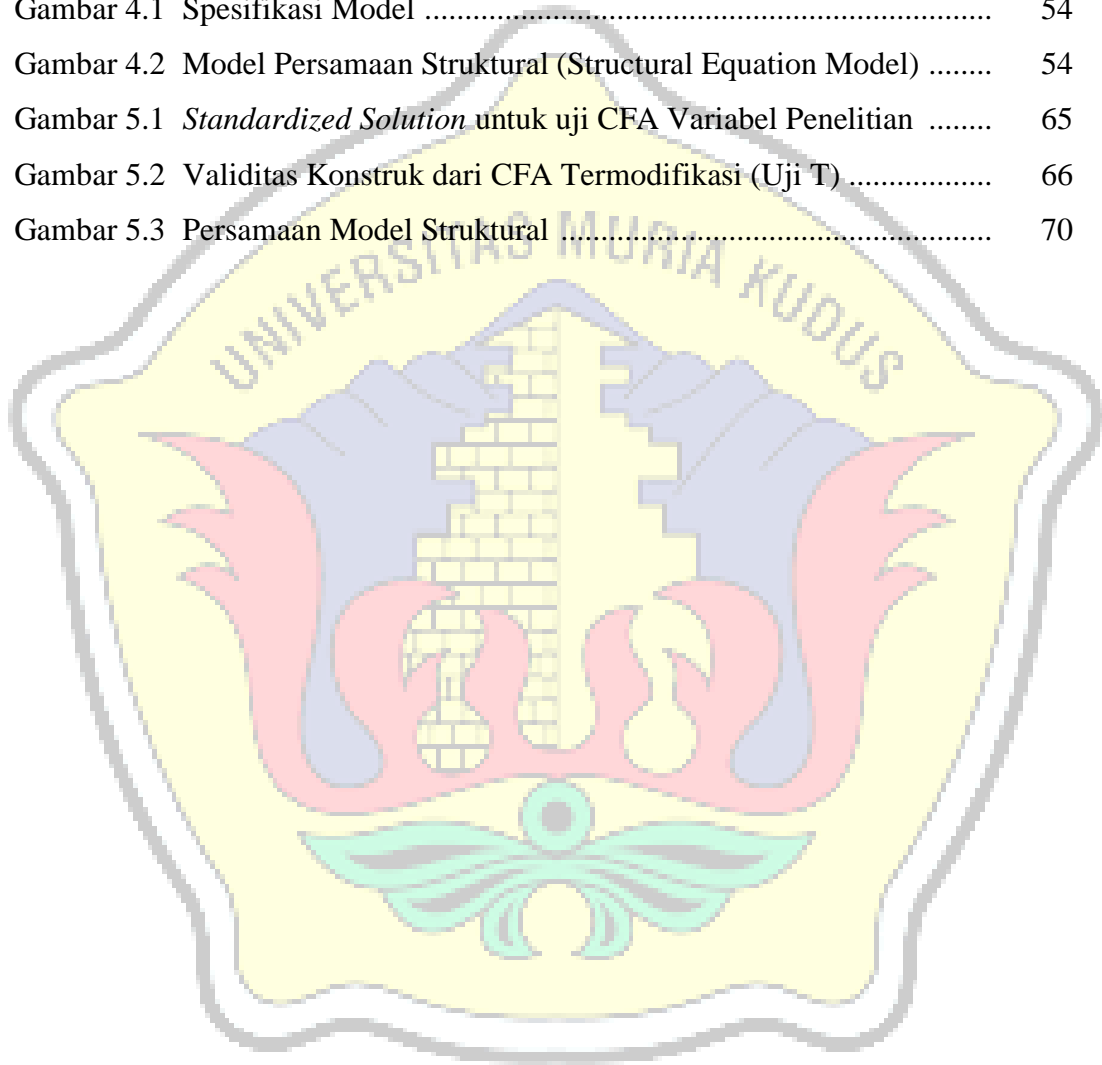 Gambar 4.1 Spesifikasi Model ................................................................... 54
Gambar 4.2 Model Persamaan Struktural (Structural Equation Model) ........ 54
Gambar 5.1 Standardized Solution untuk uji CFA Variabel Penelitian ........ 65
Gambar 5.2 Validitas Konstruk dari CFA Termodifikasi (Uji T) ................. 66
Gambar 5.3 Persamaan Model Struktural ................................................... 70
UNIVERSITAS MURIA KUDUS